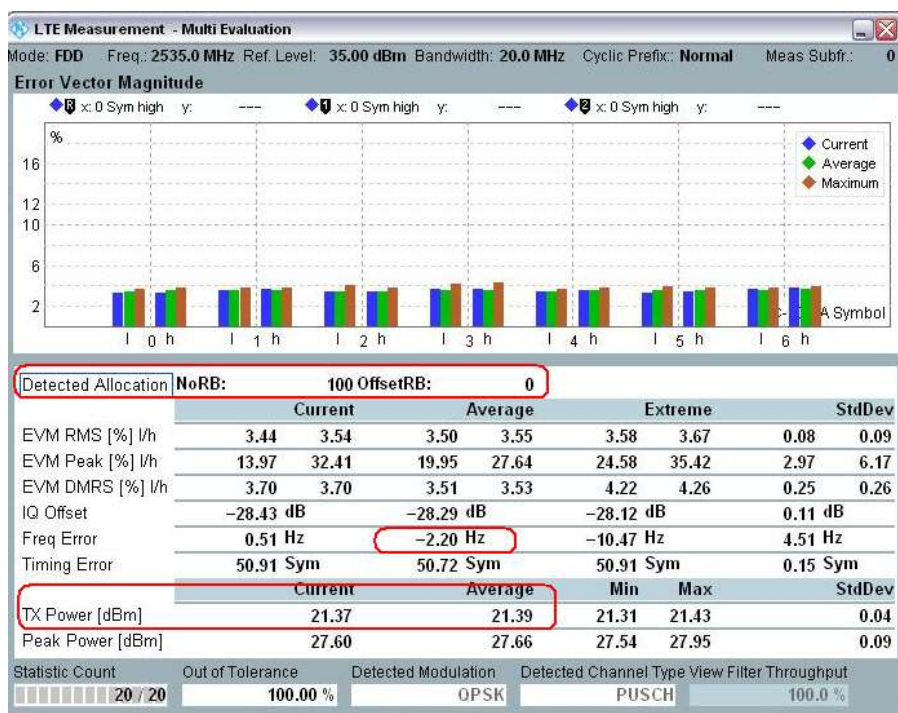 LTE Measurement - Multi Evaluation
Mode: FDD Freq.: 2535.0 MHz Ref. Level: 35.00 dBm Bandwidth: 20.0 MHz Cyclic Prefix.: Normal Meas Subfr.: 0
Error Vector Magnitude
R x: 0 Sym high y: --- 1 x: 0 Sym high y: --- 2 x: 0 Sym high y: ---
%
Current
Average
Maximum
16
12
10
6
2
A Symbol
l 0 h l 1 h l 2 h l 3 h l 4 h l 5 h l 6 h
Detected Allocation NoRB: 100 OffsetRB: 0
Current Average Extreme StdDev
EVM RMS [%] l/h 3.44 3.54 3.50 3.55 3.58 3.67 0.08 0.09
EVM Peak [%] l/h 13.97 32.41 19.95 27.64 24.58 35.42 2.97 6.17
EVM DMRS [%] l/h 3.70 3.70 3.51 3.53 4.22 4.26 0.25 0.26
IQ Offset −28.43 dB −28.29 dB −28.12 dB 0.11 dB
Freq Error 0.51 Hz −2.20 Hz −10.47 Hz 4.51 Hz
Timing Error 50.91 Sym 50.72 Sym 50.91 Sym 0.15 Sym
Current Average Min Max StdDev
TX Power [dBm] 21.37 21.39 21.31 21.43 0.04
Peak Power [dBm] 27.60 27.66 27.54 27.95 0.09
Statistic Count Out of Tolerance Detected Modulation Detected Channel Type View Filter Throughput
20 / 20 100.00 % QPSK PUSCH 100.0 %